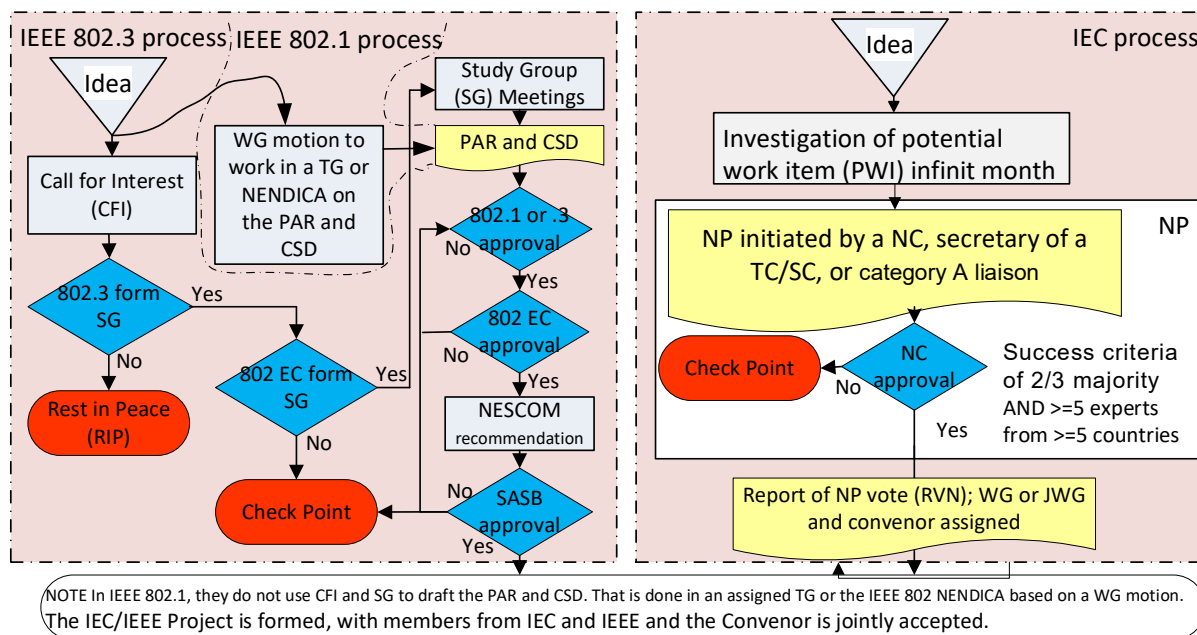 IEEE 802.3 process
IEEE 802.1 process
Idea
Call for Interest
(CFI)
802.3 form
SG
Yes
No
Rest in Peace
(RIP)
WG motion to
work in a TG or
NENDICA on
the PAR and
CSD
802 EC form
SG
Yes
No
Check Point
Study Group
(SG) Meetings
PAR and CSD
802.1 or .3
approval
No
Yes
802 EC
approval
No
Yes
NESCOM
recommendation
SASB
approval
No
Yes
IEC process
Idea
Investigation of potential
work item (PWI) infinit month
NP
NP initiated by a NC, secretary of a
TC/SC, or category A liaison
NC
approval
No
Check Point
Yes
Success criteria
of 2/3 majority
AND >=5 experts
from >=5 countries
Report of NP vote (RVN); WG or JWG
and convenor assigned
NOTE In IEEE 802.1, they do not use CFI and SG to draft the PAR and CSD. That is done in an assigned TG or the IEEE 802 NENDICA based on a WG motion.
The IEC/IEEE Project is formed, with members from IEC and IEEE and the Convenor is jointly accepted.